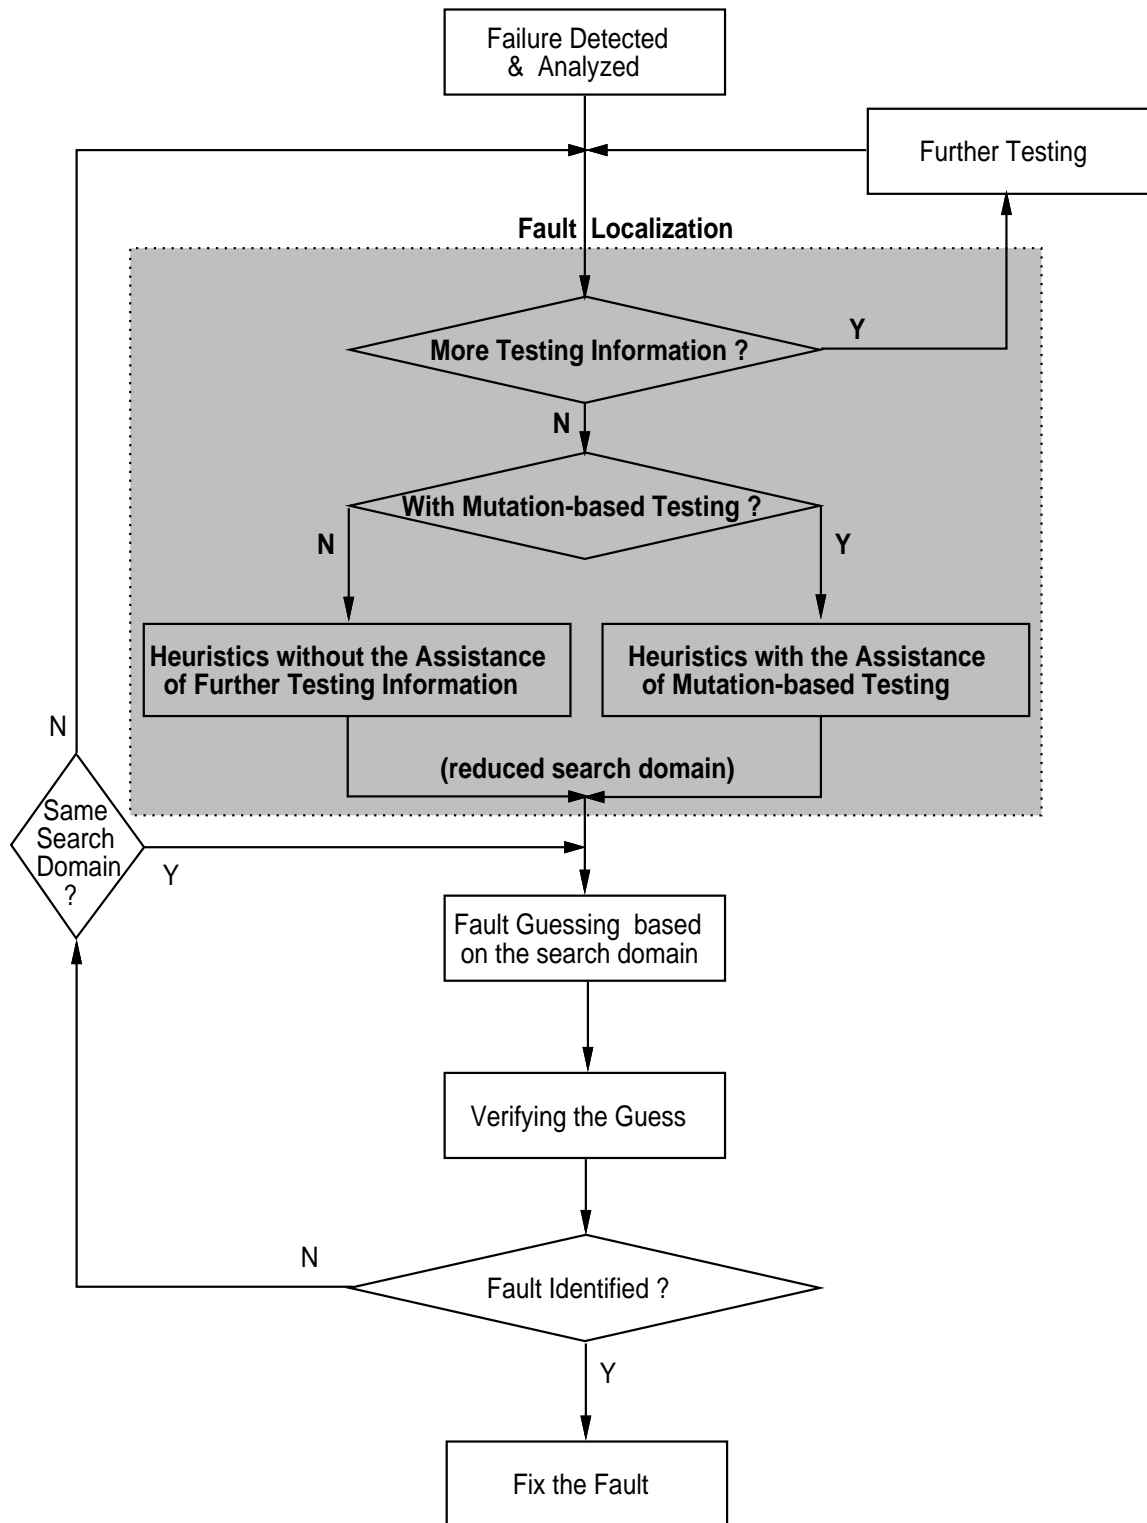 Failure Detected
& Analyzed
Further Testing
Fault Localization
More Testing Information ?
Y
N
With Mutation-based Testing ?
N
Y
Heuristics without the Assistance
of Further Testing Information
Heuristics with the Assistance
of Mutation-based Testing
N
(reduced search domain)
Same
Search
Domain
?
Y
Fault Guessing based
on the search domain
Verifying the Guess
N
Fault Identified ?
Y
Fix the Fault